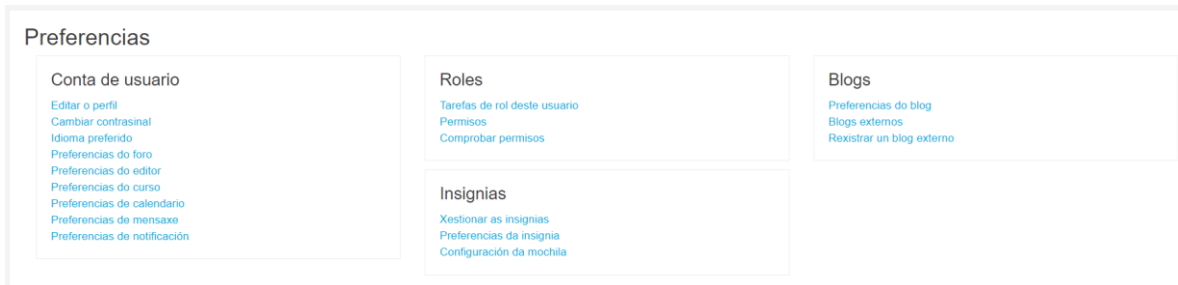 Preferencias
Conta de usuario
Editar o perfil
Cambiar contrasinal
Idioma preferido
Preferencias do foro
Preferencias do editor
Preferencias do curso
Preferencias de calendario
Preferencias de mensaxe
Preferencias de notificación
Roles
Tarefas de rol deste usuario
Permisos
Comprobar permisos
Insignias
Xestionar as insignias
Preferencias da insignia
Configuración da mochila
Blogs
Preferencias do blog
Blogs externos
Rexistrar un blog externo